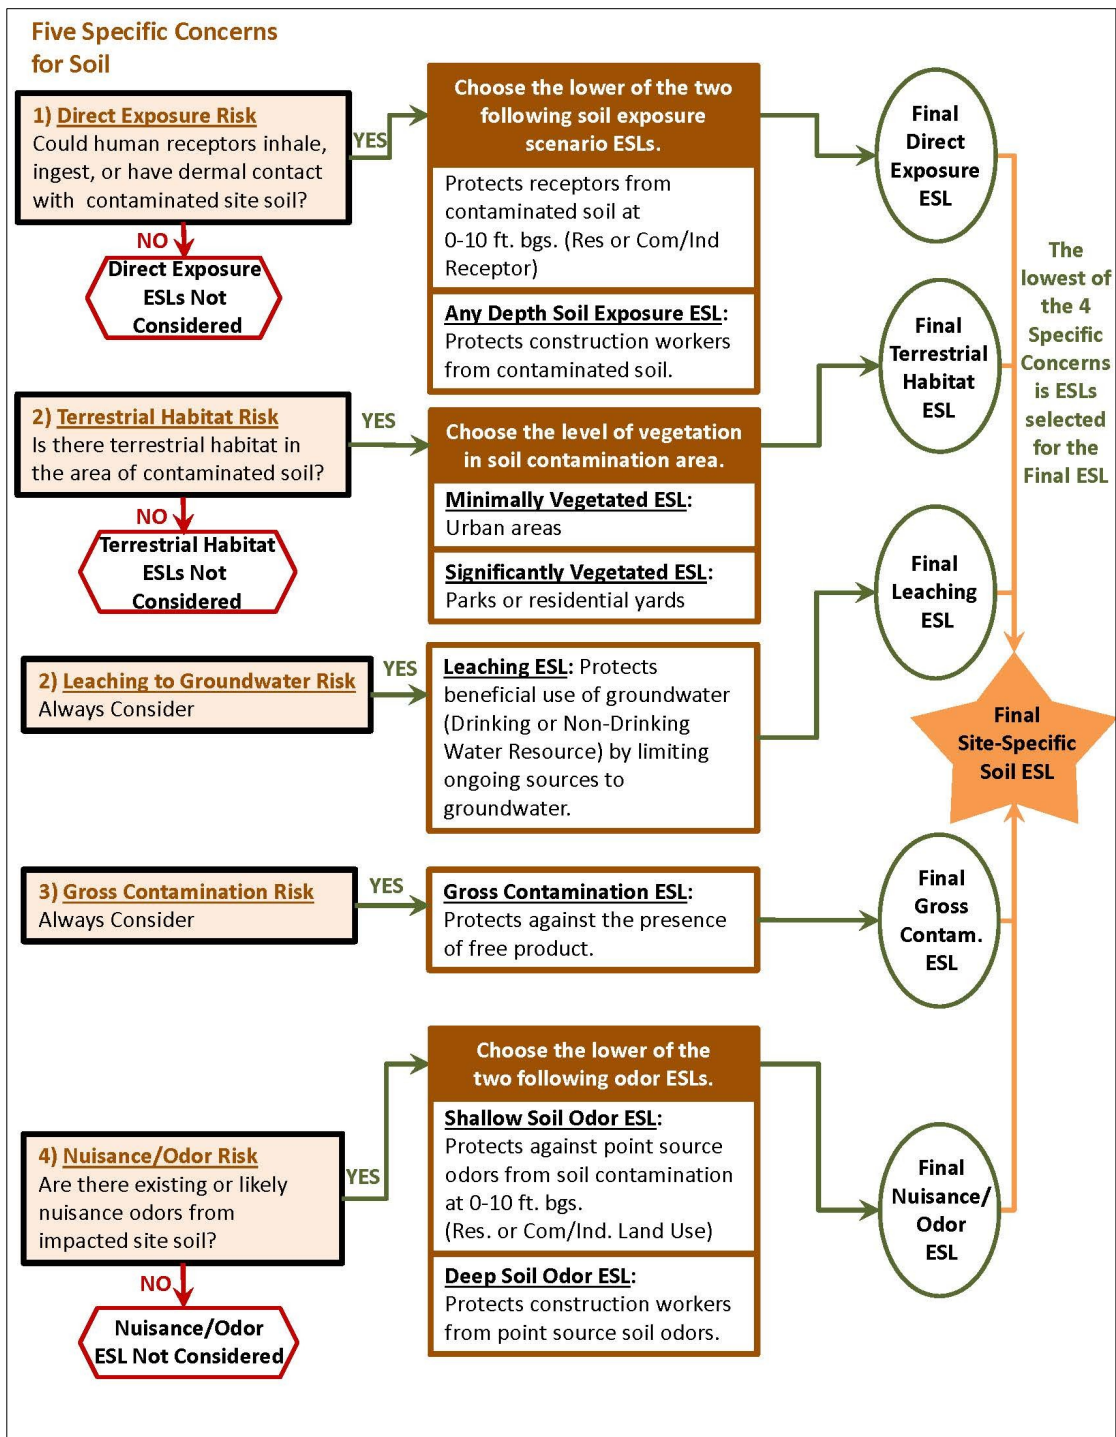 Five Specific Concerns
for Soil
1) Direct Exposure Risk
Could human receptors inhale,
ingest, or have dermal contact
with contaminated site soil?
YES
NO
Direct Exposure
ESLs Not
Considered
Choose the lower of the two
following soil exposure
scenario ESLs.
Protects receptors from
contaminated soil at
0-10 ft. bgs. (Res or Com/Ind
Receptor)
Any Depth Soil Exposure ESL:
Protects construction workers
from contaminated soil.
Final
Direct
Exposure
ESL
2) Terrestrial Habitat Risk
Is there terrestrial habitat in
the area of contaminated soil?
YES
NO
Terrestrial Habitat
ESLs Not
Considered
Choose the level of vegetation
in soil contamination area.
Minimally Vegetated ESL:
Urban areas
Significantly Vegetated ESL:
Parks or residential yards
Final
Terrestrial
Habitat
ESL
The
lowest of
the 4
Specific
Concerns
is ESLs
selected
for the
Final ESL
2) Leaching to Groundwater Risk
Always Consider
YES
Leaching ESL: Protects
beneficial use of groundwater
(Drinking or Non-Drinking
Water Resource) by limiting
ongoing sources to
groundwater.
Final
Leaching
ESL
Final
Site-Specific
Soil ESL
3) Gross Contamination Risk
Always Consider
YES
Gross Contamination ESL:
Protects against the presence
of free product.
Final
Gross
Contam.
ESL
4) Nuisance/Odor Risk
Are there existing or likely
nuisance odors from
impacted site soil?
YES
NO
Nuisance/Odor
ESL Not Considered
Choose the lower of the
two following odor ESLs.
Shallow Soil Odor ESL:
Protects against point source
odors from soil contamination
at 0-10 ft. bgs.
(Res. or Com/Ind. Land Use)
Deep Soil Odor ESL:
Protects construction workers
from point source soil odors.
Final
Nuisance/
Odor
ESL